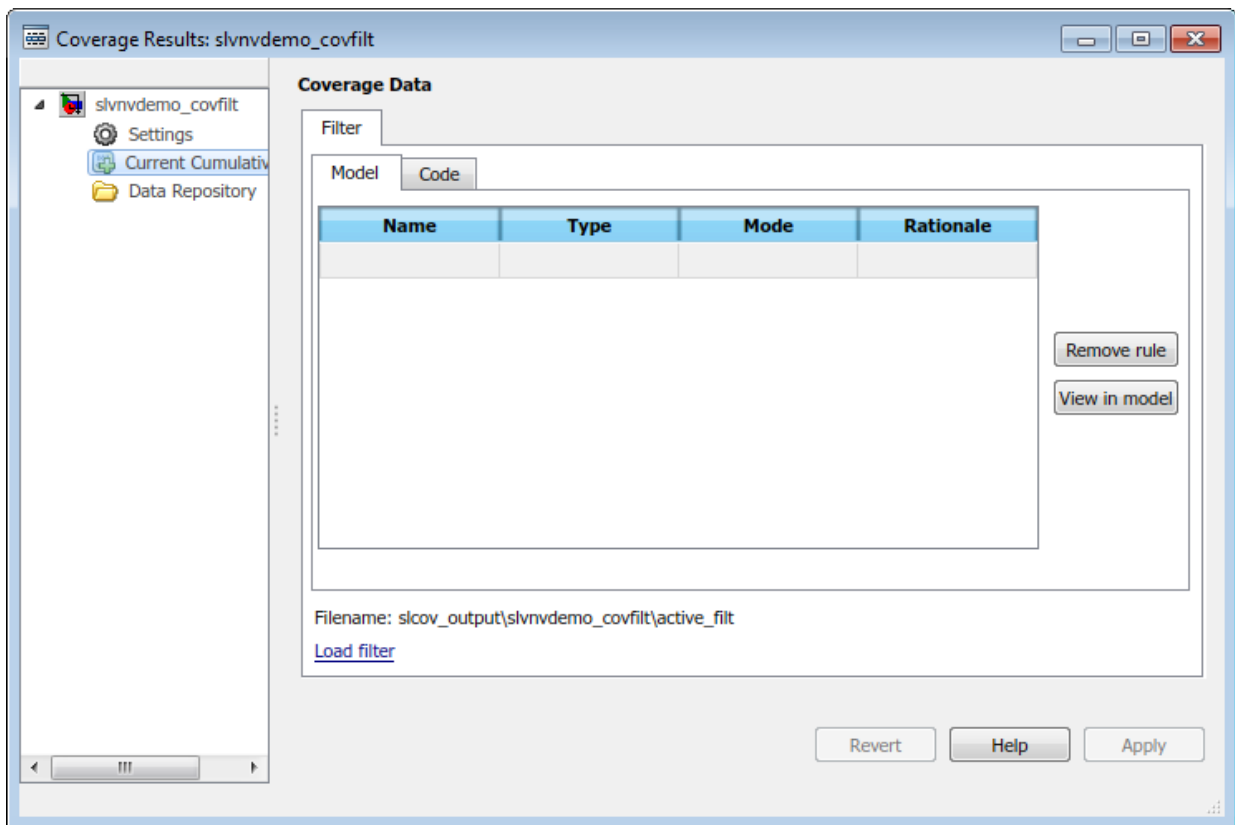 Coverage Results: slvnvdemo_covfilt
slvnvdemo_covfilt
Settings
Current Cumulativ
Data Repository
Coverage Data
Filter
Model Code
Name Type Mode Rationale
Remove rule
View in model
Filename: slcov_output\slvnvdemo_covfilt\active_filt
Load filter
Revert Help Apply